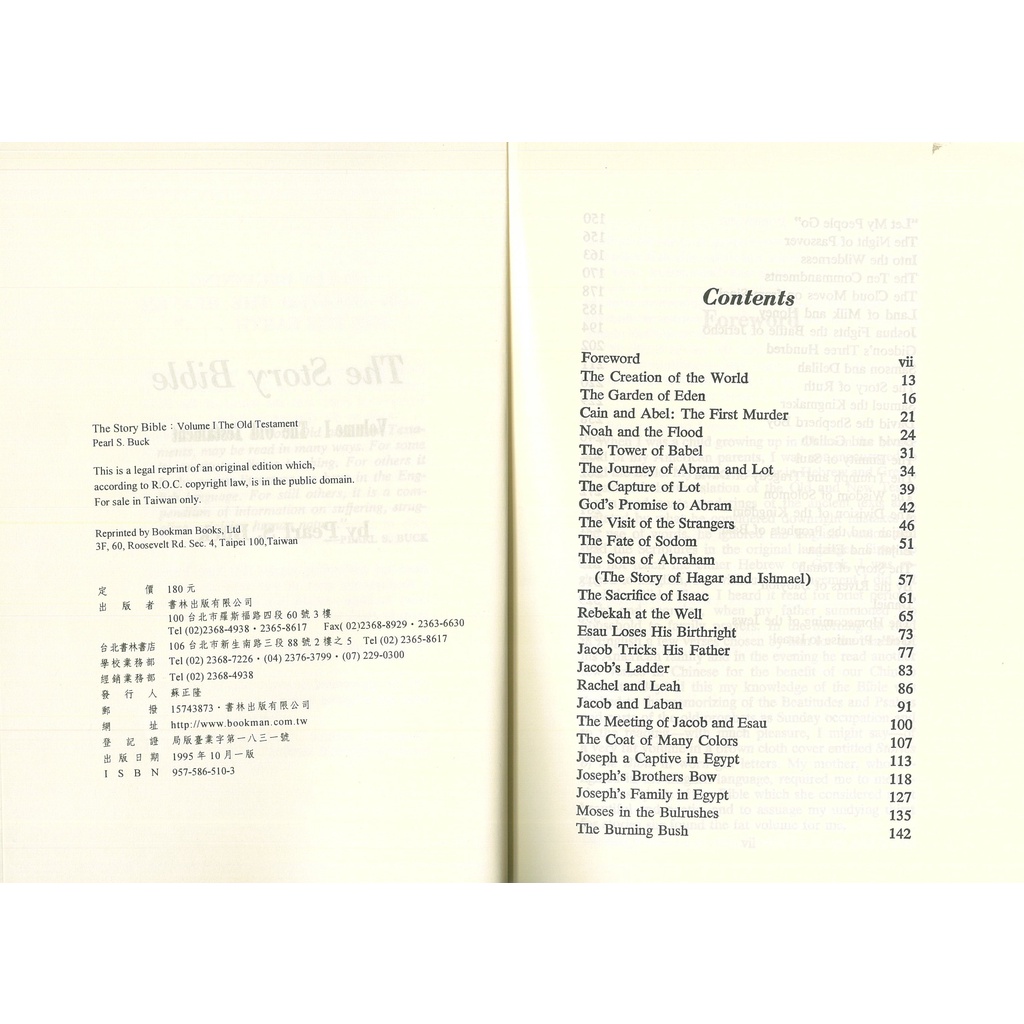 The Story Bible：Volume I The Old Testament
Pearl S. Buck
This is a legal reprint of an original edition which,
according to R.O.C. copyright law, is in the public domain.
For sale in Taiwan only.
Reprinted by Bookman Books, Ltd
3F, 60, Roosevelt Rd. Sec. 4, Taipei 100,Taiwan
定價 180 元
出版者 書林出版有限公司
100 台北市羅斯福路四段 60 號 3 樓
Tel (02)2368-4938・2365-8617 Fax( 02)2368-8929・2363-6630
台北書林書店 106 台北市新生南路三段 88 號 2 樓之 5 Tel (02) 2365-8617
學校業務部 Tel (02) 2368-7226・(04) 2376-3799・(07) 229-0300
經銷業務部 Tel (02) 2368-4938
發行人 蘇正隆
郵撥 15743873・書林出版有限公司
網址 http://www.bookman.com.tw
登記證 局版臺業字第一八三一號
出版日期 1995 年 10 月一版
ISBN 957-586-510-3
Contents
Foreword vii
The Creation of the World 13
The Garden of Eden 16
Cain and Abel: The First Murder 21
Noah and the Flood 24
The Tower of Babel 31
The Journey of Abram and Lot 34
The Capture of Lot 39
God's Promise to Abram 42
The Visit of the Strangers 46
The Fate of Sodom 51
The Sons of Abraham
(The Story of Hagar and Ishmael) 57
The Sacrifice of Isaac 61
Rebekah at the Well 65
Esau Loses His Birthright 73
Jacob Tricks His Father 77
Jacob's Ladder 83
Rachel and Leah 86
Jacob and Laban 91
The Meeting of Jacob and Esau 100
The Coat of Many Colors 107
Joseph a Captive in Egypt 113
Joseph's Brothers Bow 118
Joseph's Family in Egypt 127
Moses in the Bulrushes 135
The Burning Bush 142